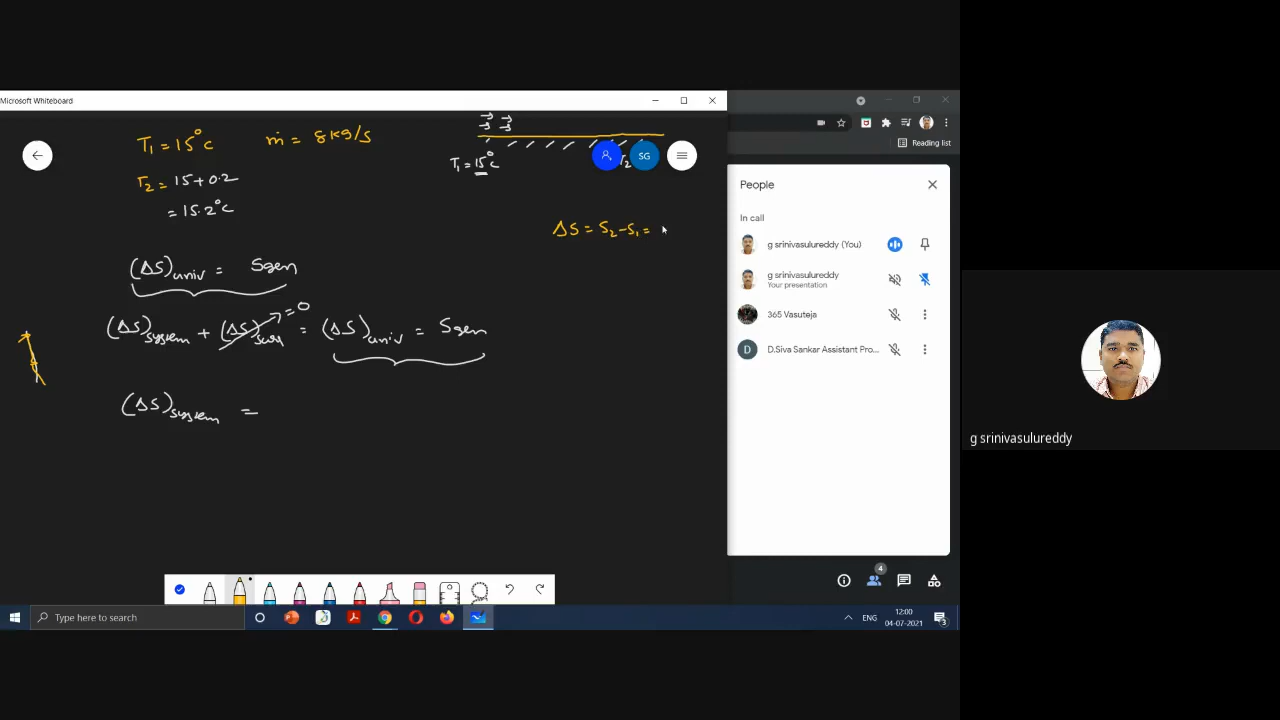 Microsoft Whiteboard
T₁ = 15°C ṁ = 8 kg/s
T₂ = 15+0.2
= 15.2°C
T₁ = 15°C
T₂
SG
ΔS = S₂-S₁ =
(ΔS)univ = Sgen
(ΔS)system + (ΔS)surr = 0 = (ΔS)univ = Sgen
(ΔS)system =
Reading list
People
In call
g srinivasulureddy (You)
g srinivasulureddy
Your presentation
365 Vasuteja
D.Siva Sankar Assistant Pro...
D
4
g srinivasulureddy
Type here to search
ENG
12:00
04-07-2021
3